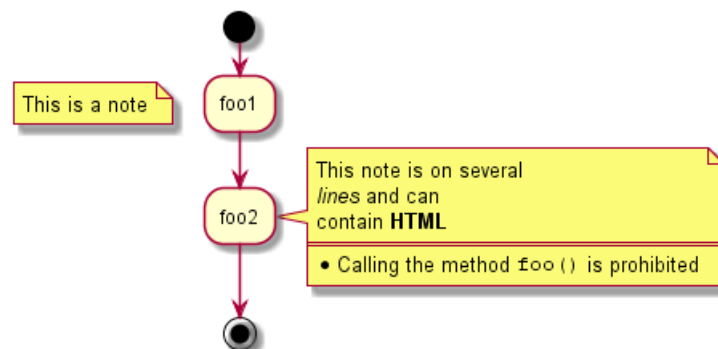 foo1
This is a note
This note is on several
lines and can
contain HTML
foo2
• Calling the method foo() is prohibited